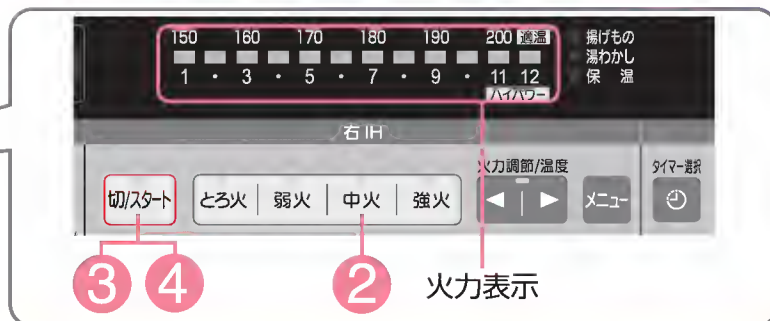 150 160 170 180 190 200 適温
1 ・ 3 ・ 5 ・ 7 ・ 9 ・ 11 12
ハイパワー
揚げもの
湯わかし
保 温
右IH
火力調節/温度
タイマー選択
切/スタート
とろ火
弱火
中火
強火
メニュー
3 4
2
火力表示